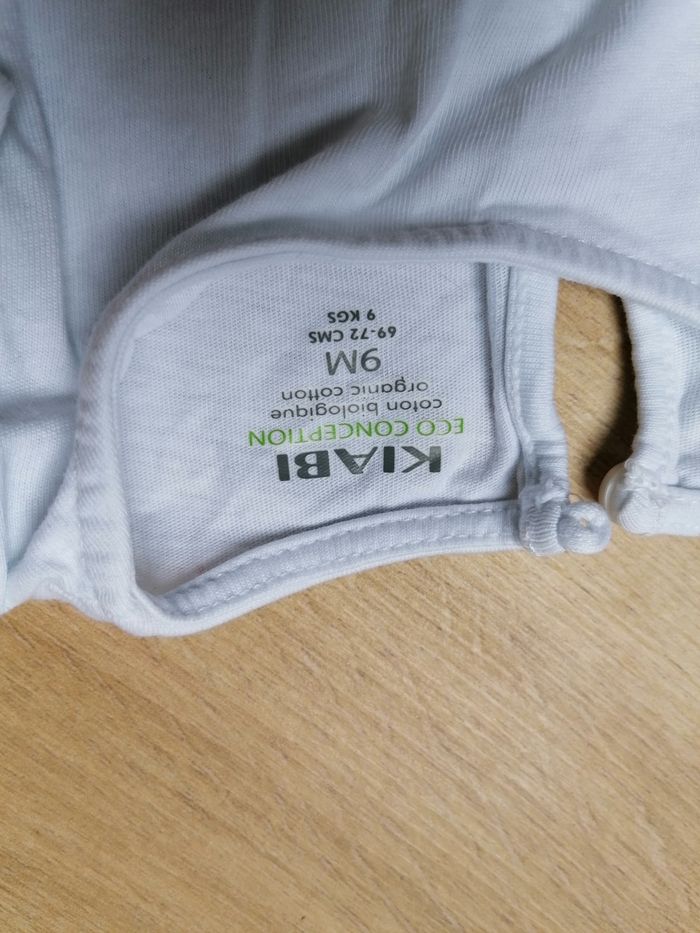 KIABI
ECO CONCEPTION
coton biologique
organic cotton
9M
69-72 CMS
9 KGS